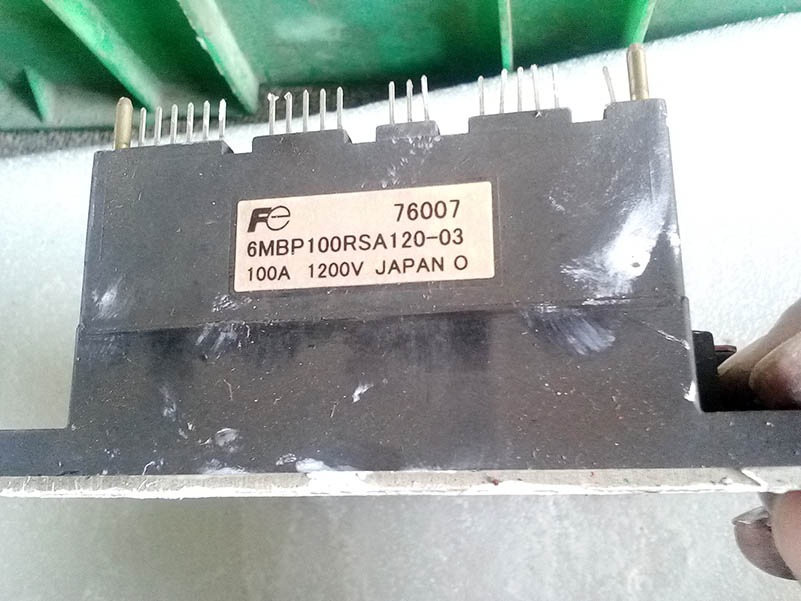 Fe 76007
6MBP100RSA120-03
100A 1200V JAPAN O